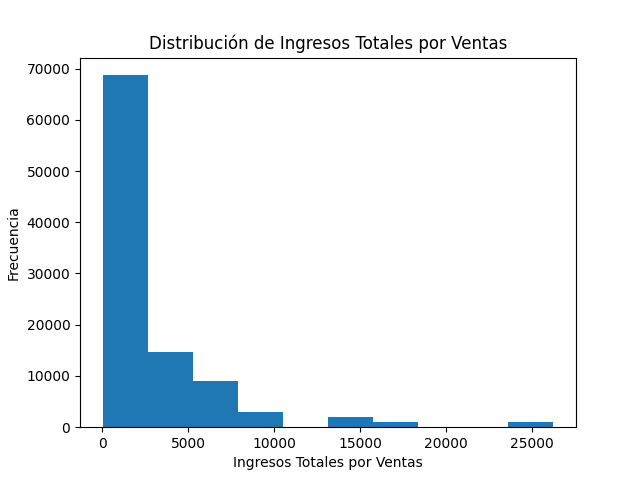 Distribución de Ingresos Totales por Ventas
70000
60000
50000
40000
30000
20000
10000
0
Frecuencia
0 5000 10000 15000 20000 25000
Ingresos Totales por Ventas